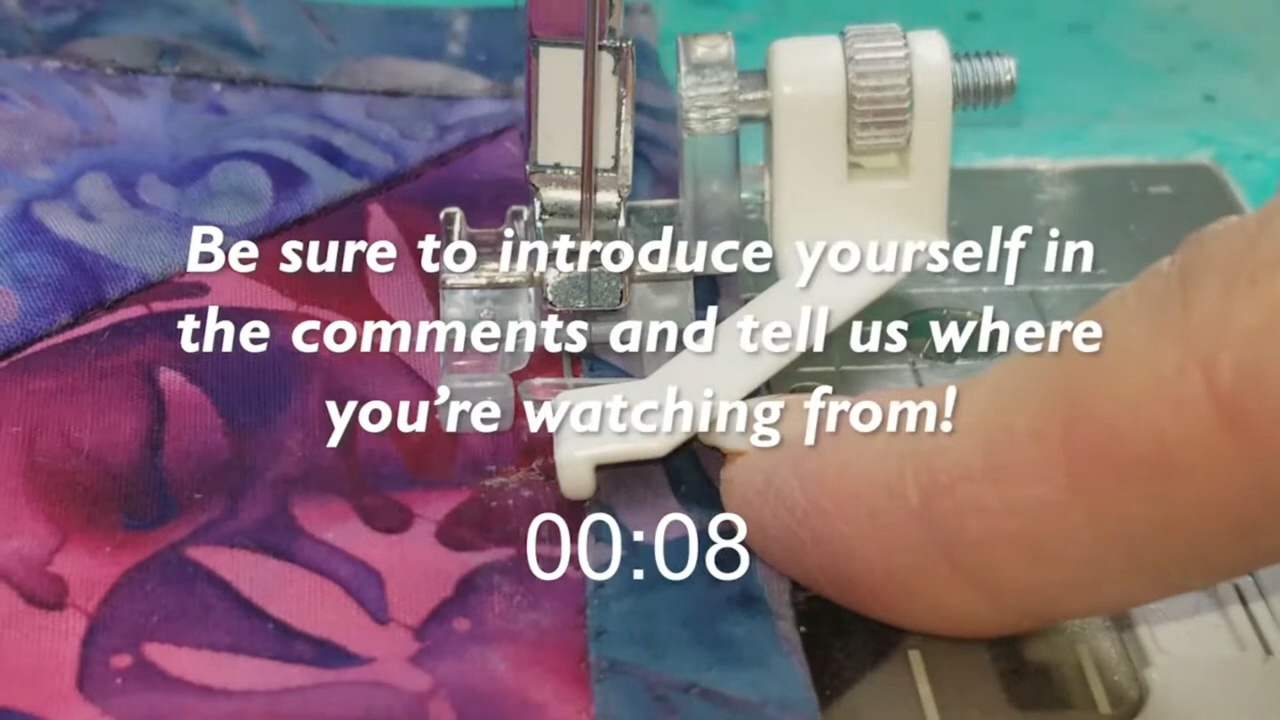 Be sure to introduce yourself in
the comments and tell us where
you’re watching from!
00:08